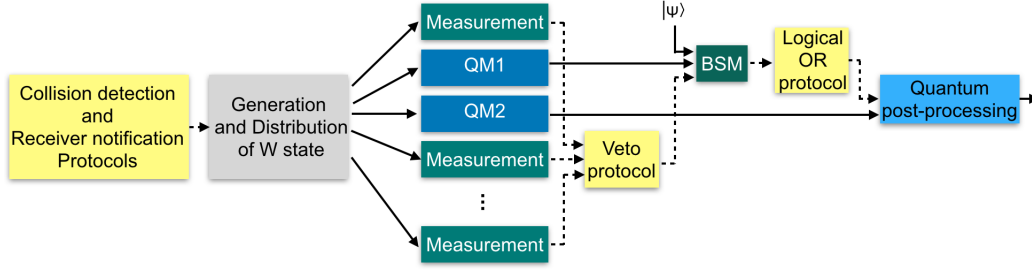 Collision detection
and
Receiver notification
Protocols
Generation
and Distribution
of W state
Measurement
QM1
QM2
Measurement
⋮
Measurement
Veto
protocol
|Ψ⟩
BSM
Logical
OR
protocol
Quantum
post-processing